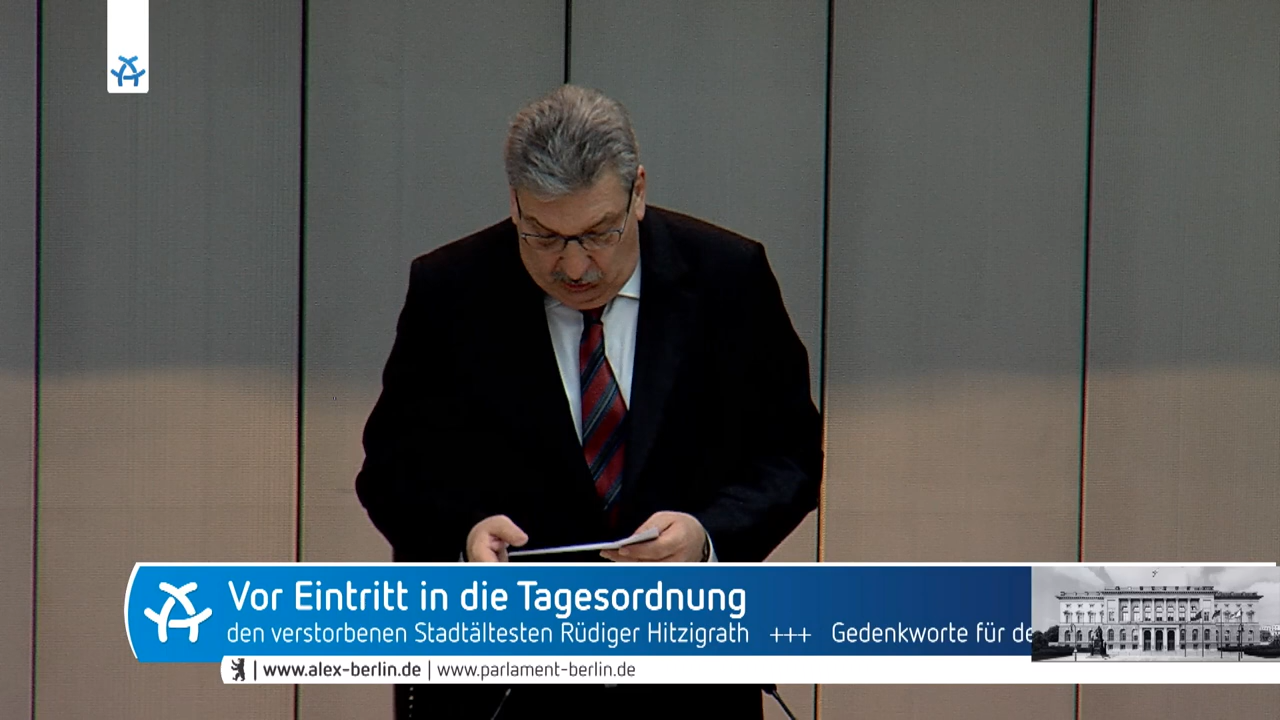 Vor Eintritt in die Tagesordnung
den verstorbenen Stadtältesten Rüdiger Hitzigrath +++ Gedenkworte für de
| www.alex-berlin.de | www.parlament-berlin.de